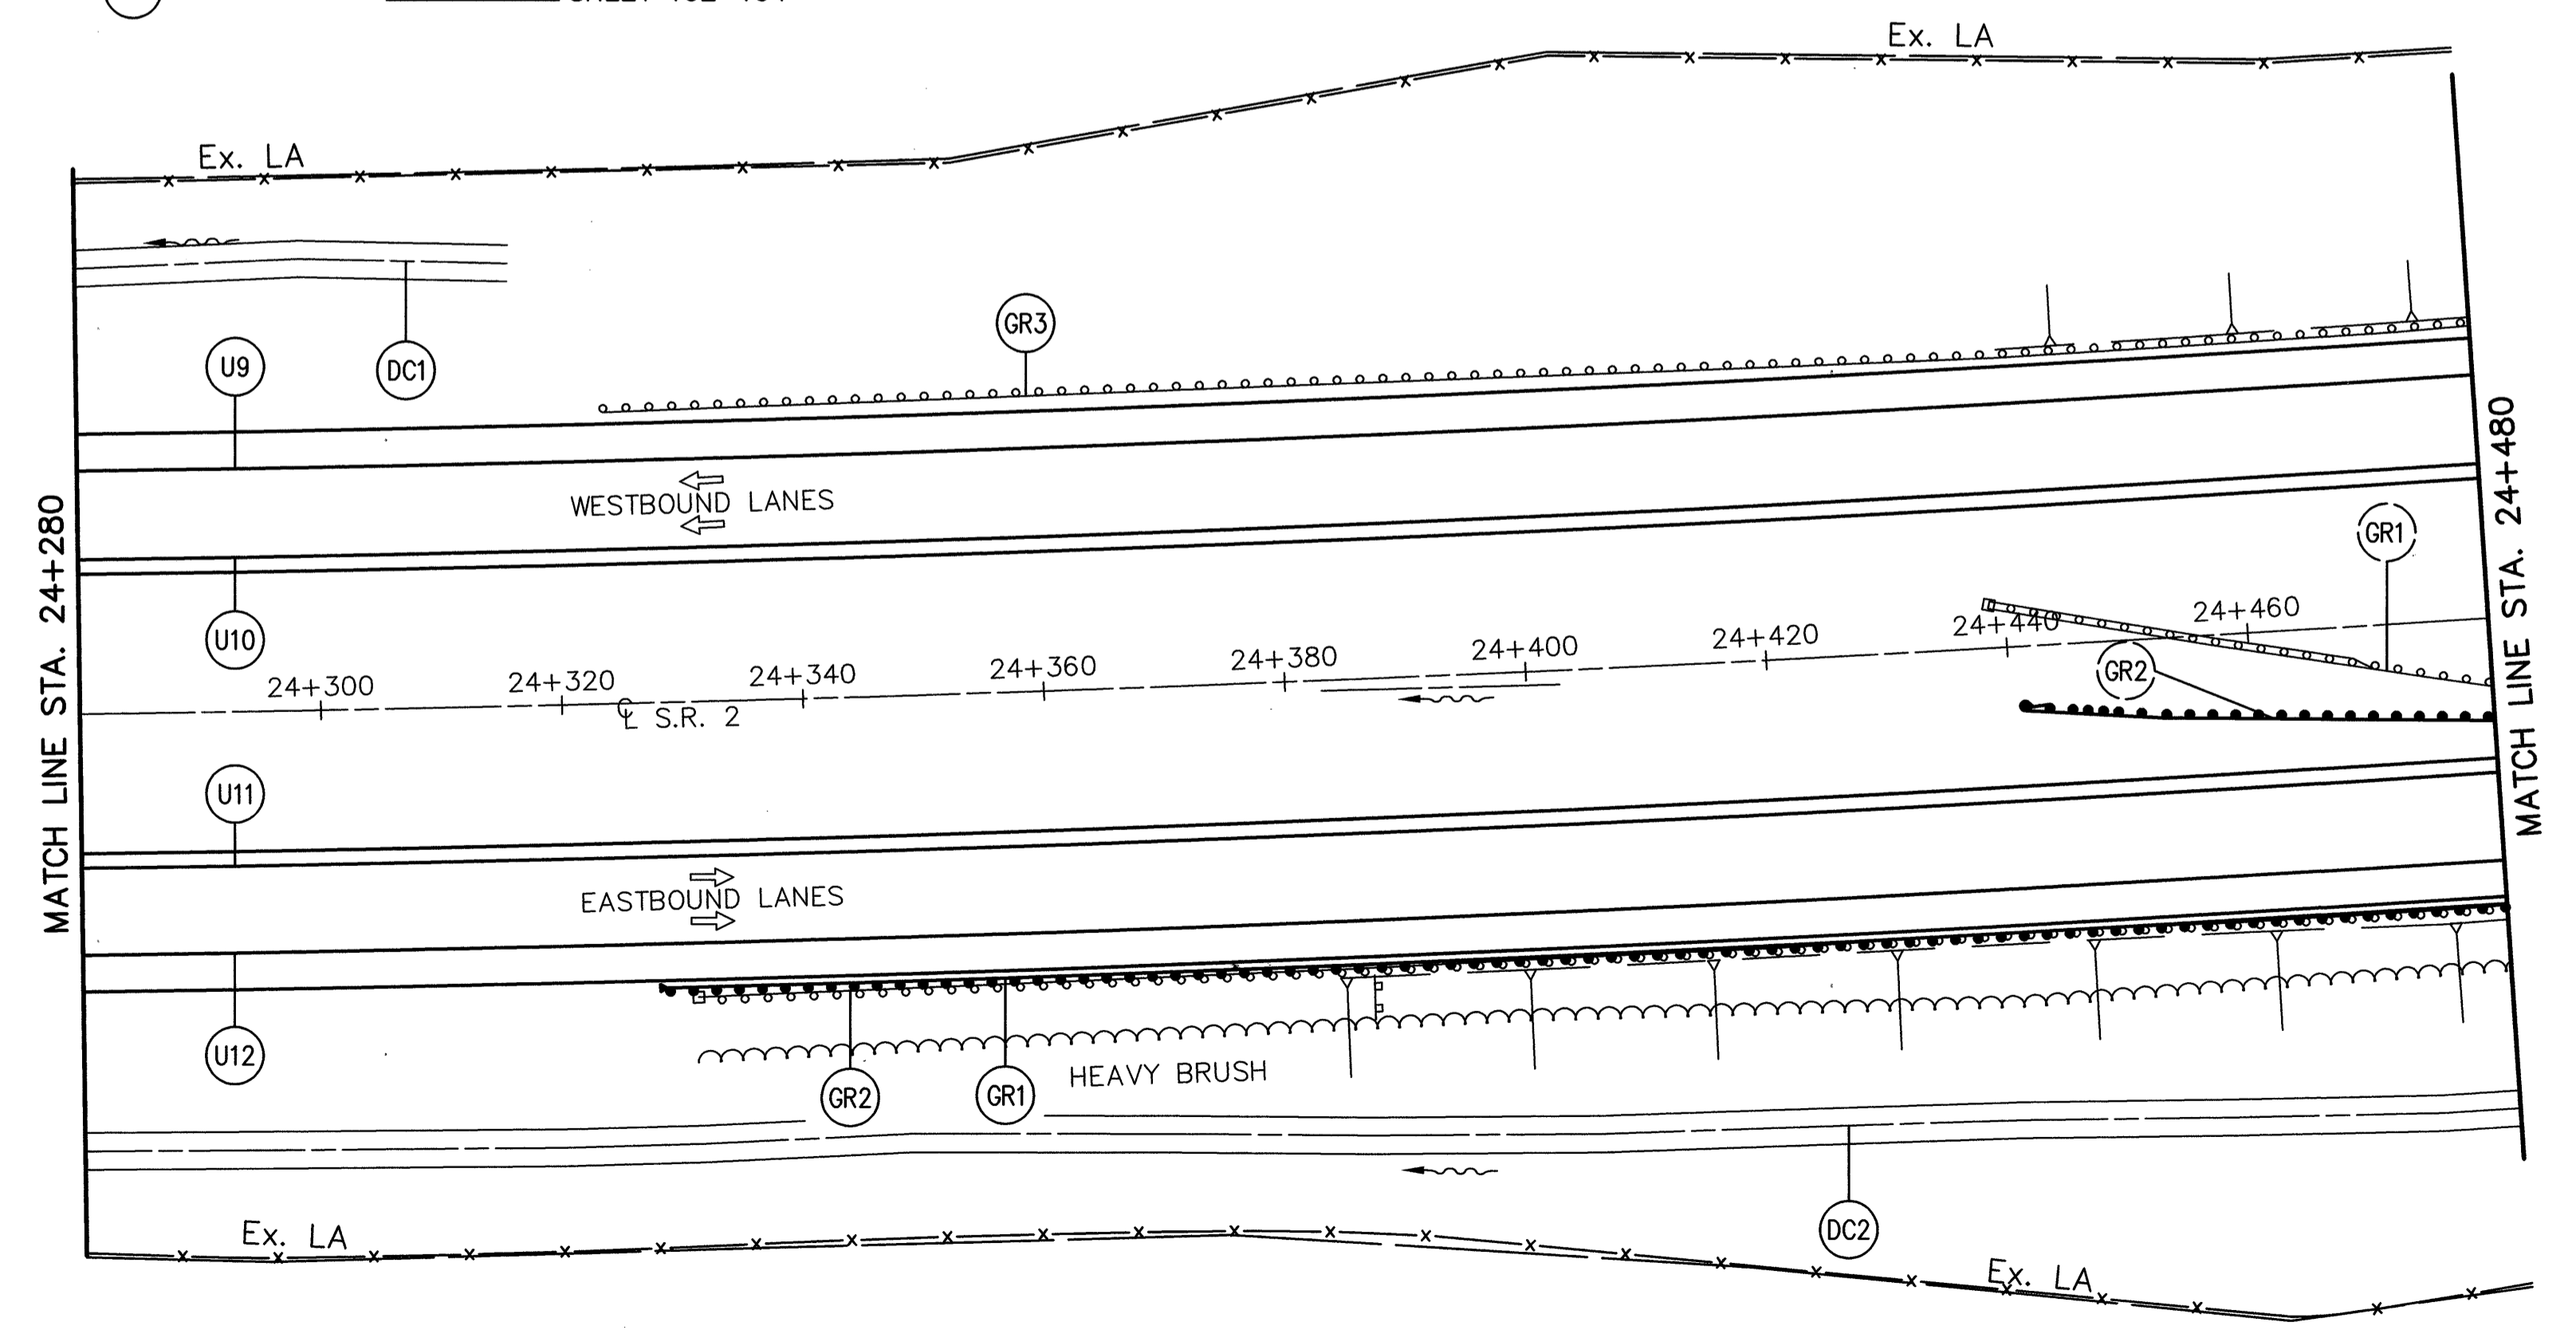 Ex. LA
Ex. LA
GR3
U9
DC1
WESTBOUND LANES
MATCH LINE STA. 24+280
MATCH LINE STA. 24+480
GR1
U10
24+300
24+320
24+340
24+360
24+380
24+400
24+420
24+440
24+460
GR2
℄ S.R. 2
U11
EASTBOUND LANES
U12
GR2
GR1
HEAVY BRUSH
DC2
Ex. LA
Ex. LA